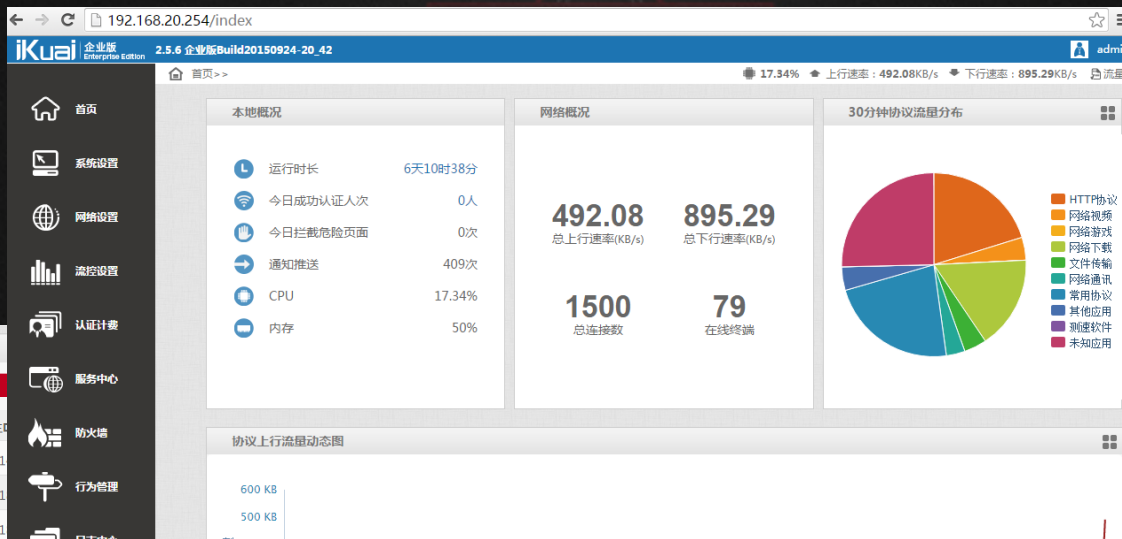 192.168.20.254/index
iKuai 企业版 Enterprise Edition 2.5.6 企业版Build20150924-20_42
首页>> 17.34% 上行速率：492.08KB/s 下行速率：895.29KB/s
首页
系统设置
网络设置
流控设置
认证计费
服务中心
防火墙
行为管理
本地概况
运行时长 6天10时38分
今日成功认证人次 0人
今日拦截危险页面 0次
通知推送 409次
CPU 17.34%
内存 50%
网络概况
492.08 895.29
总上行速率(KB/s) 总下行速率(KB/s)
1500 79
总连接数 在线终端
30分钟协议流量分布
HTTP协议
网络视频
网络游戏
网络下载
文件传输
网络通讯
常用协议
其他应用
测速软件
未知应用
协议上行流量动态图
600 KB
500 KB